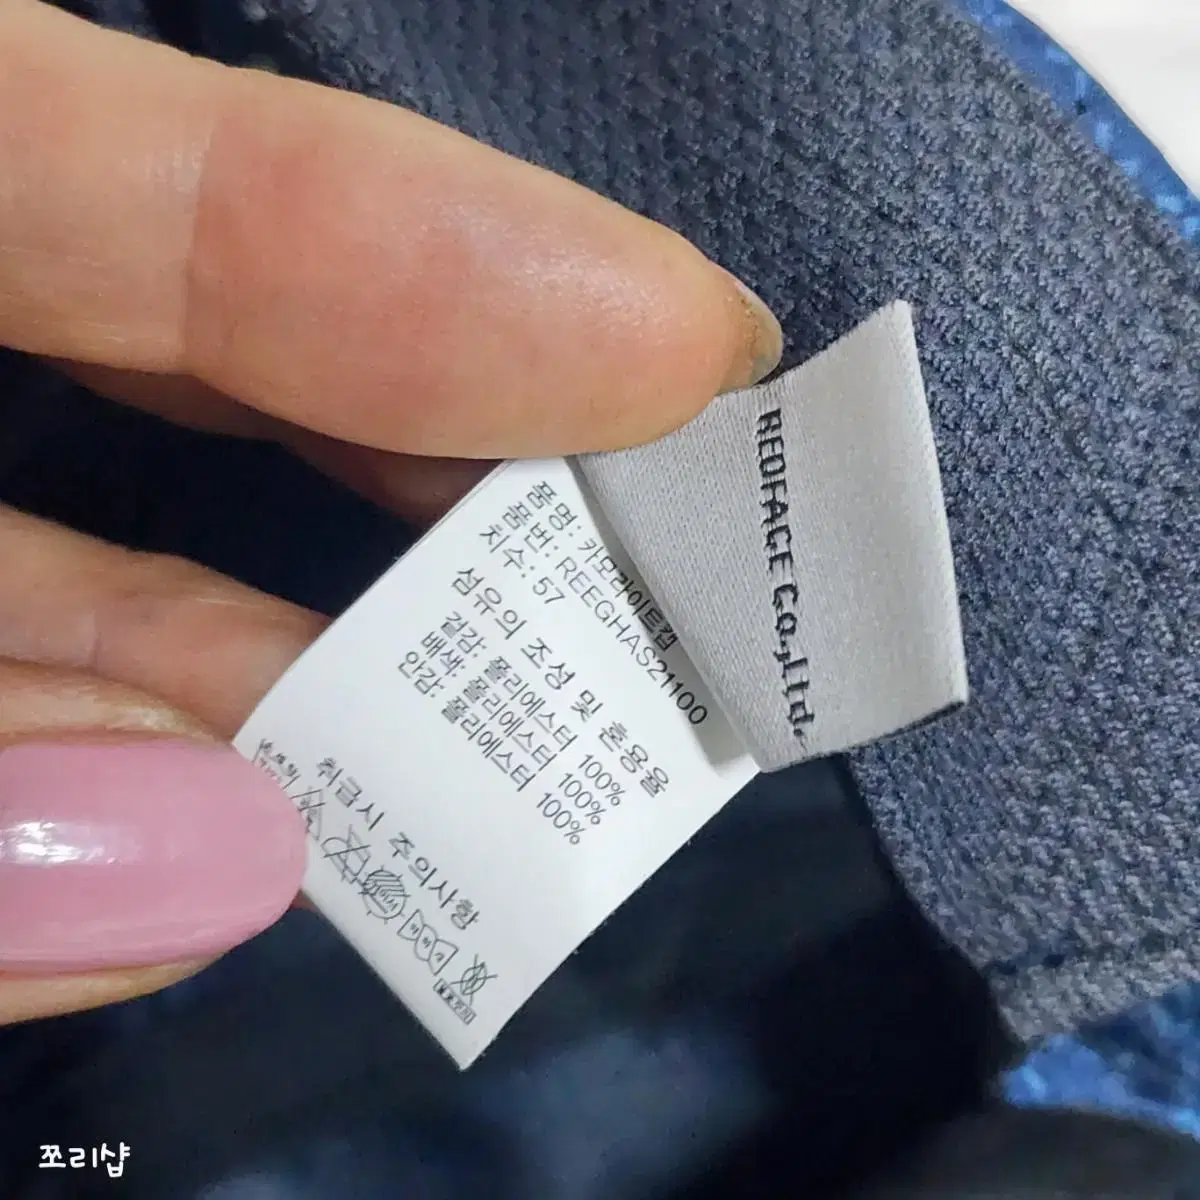 REDFACE Co.,Ltd.
품명: 카모라이트캡
품번: REEGHAS21100
치수: 57
섬유의 조성 및 혼용율
겉감: 폴리에스터 100%
배색: 폴리에스터 100%
안감: 폴리에스터 100%
취급시 주의사항
쪼리샵